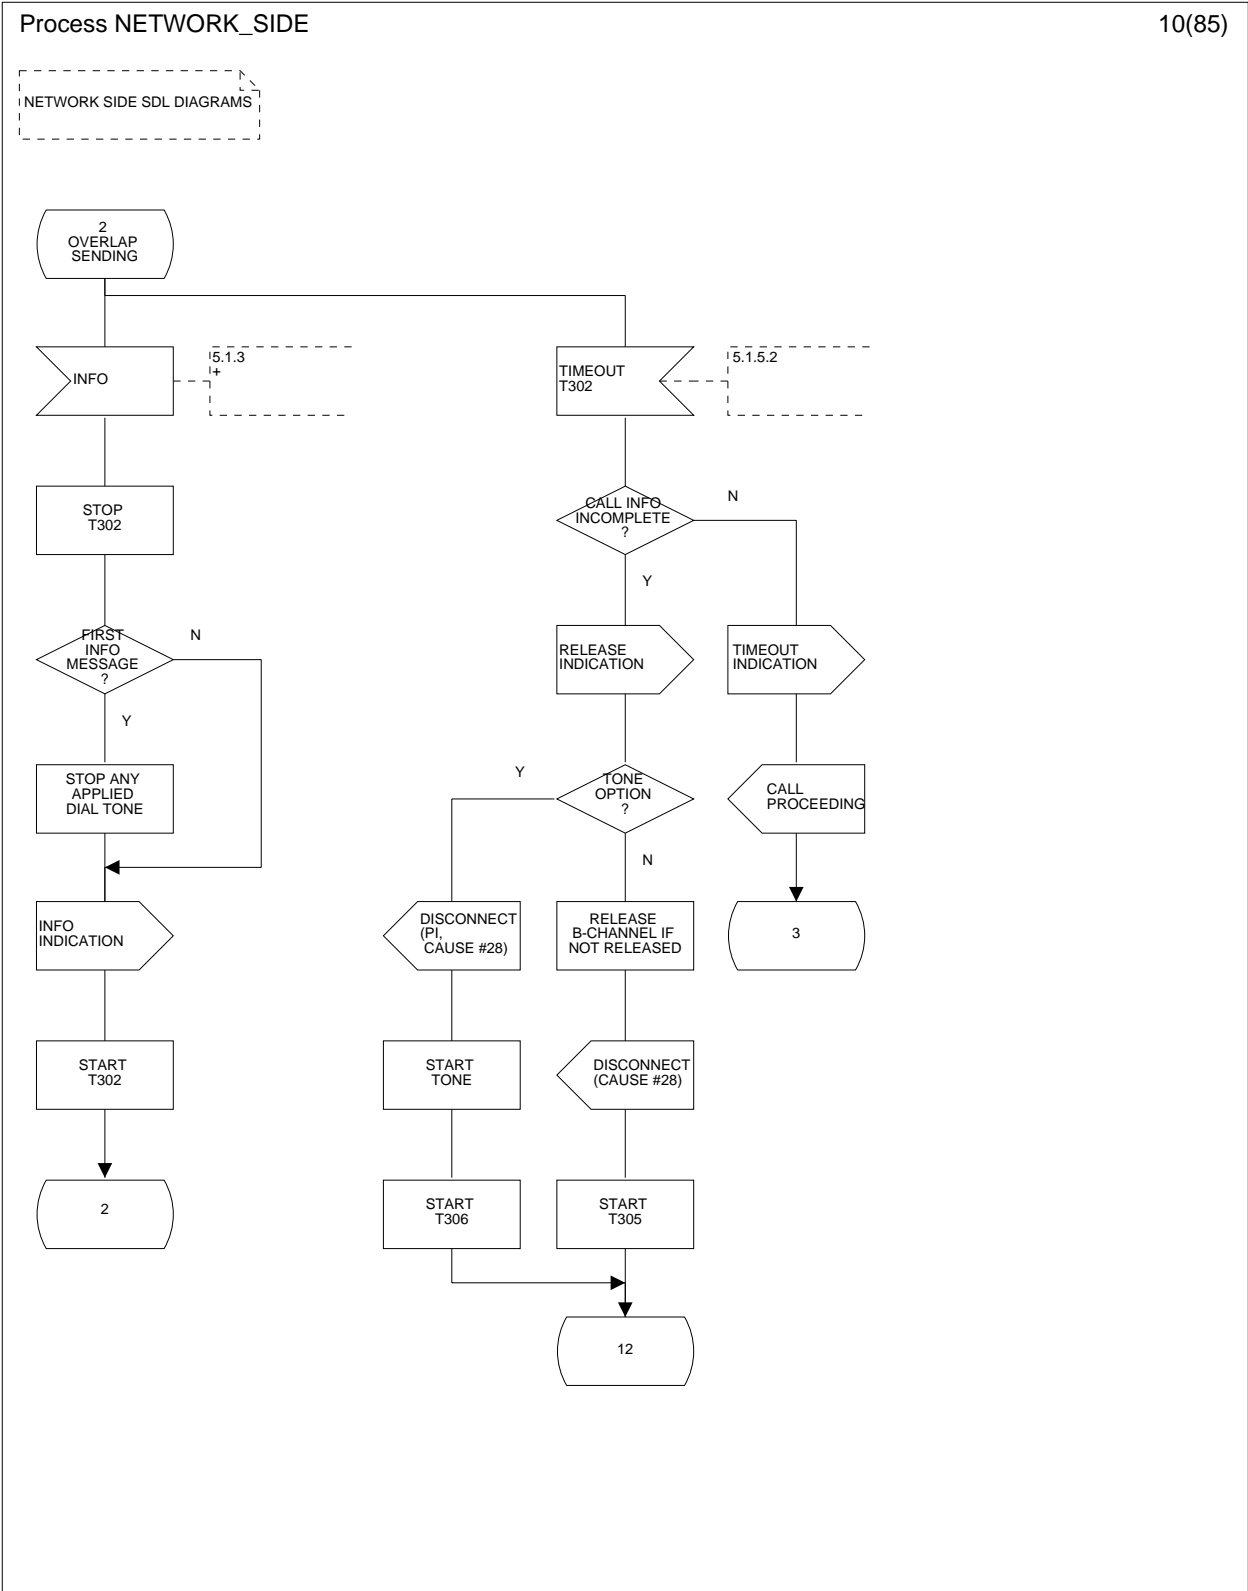 Process NETWORK_SIDE
10(85)
NETWORK SIDE SDL DIAGRAMS
2
OVERLAP
SENDING
INFO
5.1.3
+
TIMEOUT
T302
5.1.5.2
STOP
T302
CALL INFO
INCOMPLETE
?
N
Y
FIRST
INFO
MESSAGE
?
N
Y
RELEASE
INDICATION
TIMEOUT
INDICATION
STOP ANY
APPLIED
DIAL TONE
Y
TONE
OPTION
?
N
CALL
PROCEEDING
INFO
INDICATION
DISCONNECT
(PI,
CAUSE #28)
RELEASE
B-CHANNEL IF
NOT RELEASED
3
START
T302
START
TONE
DISCONNECT
(CAUSE #28)
2
START
T306
START
T305
12